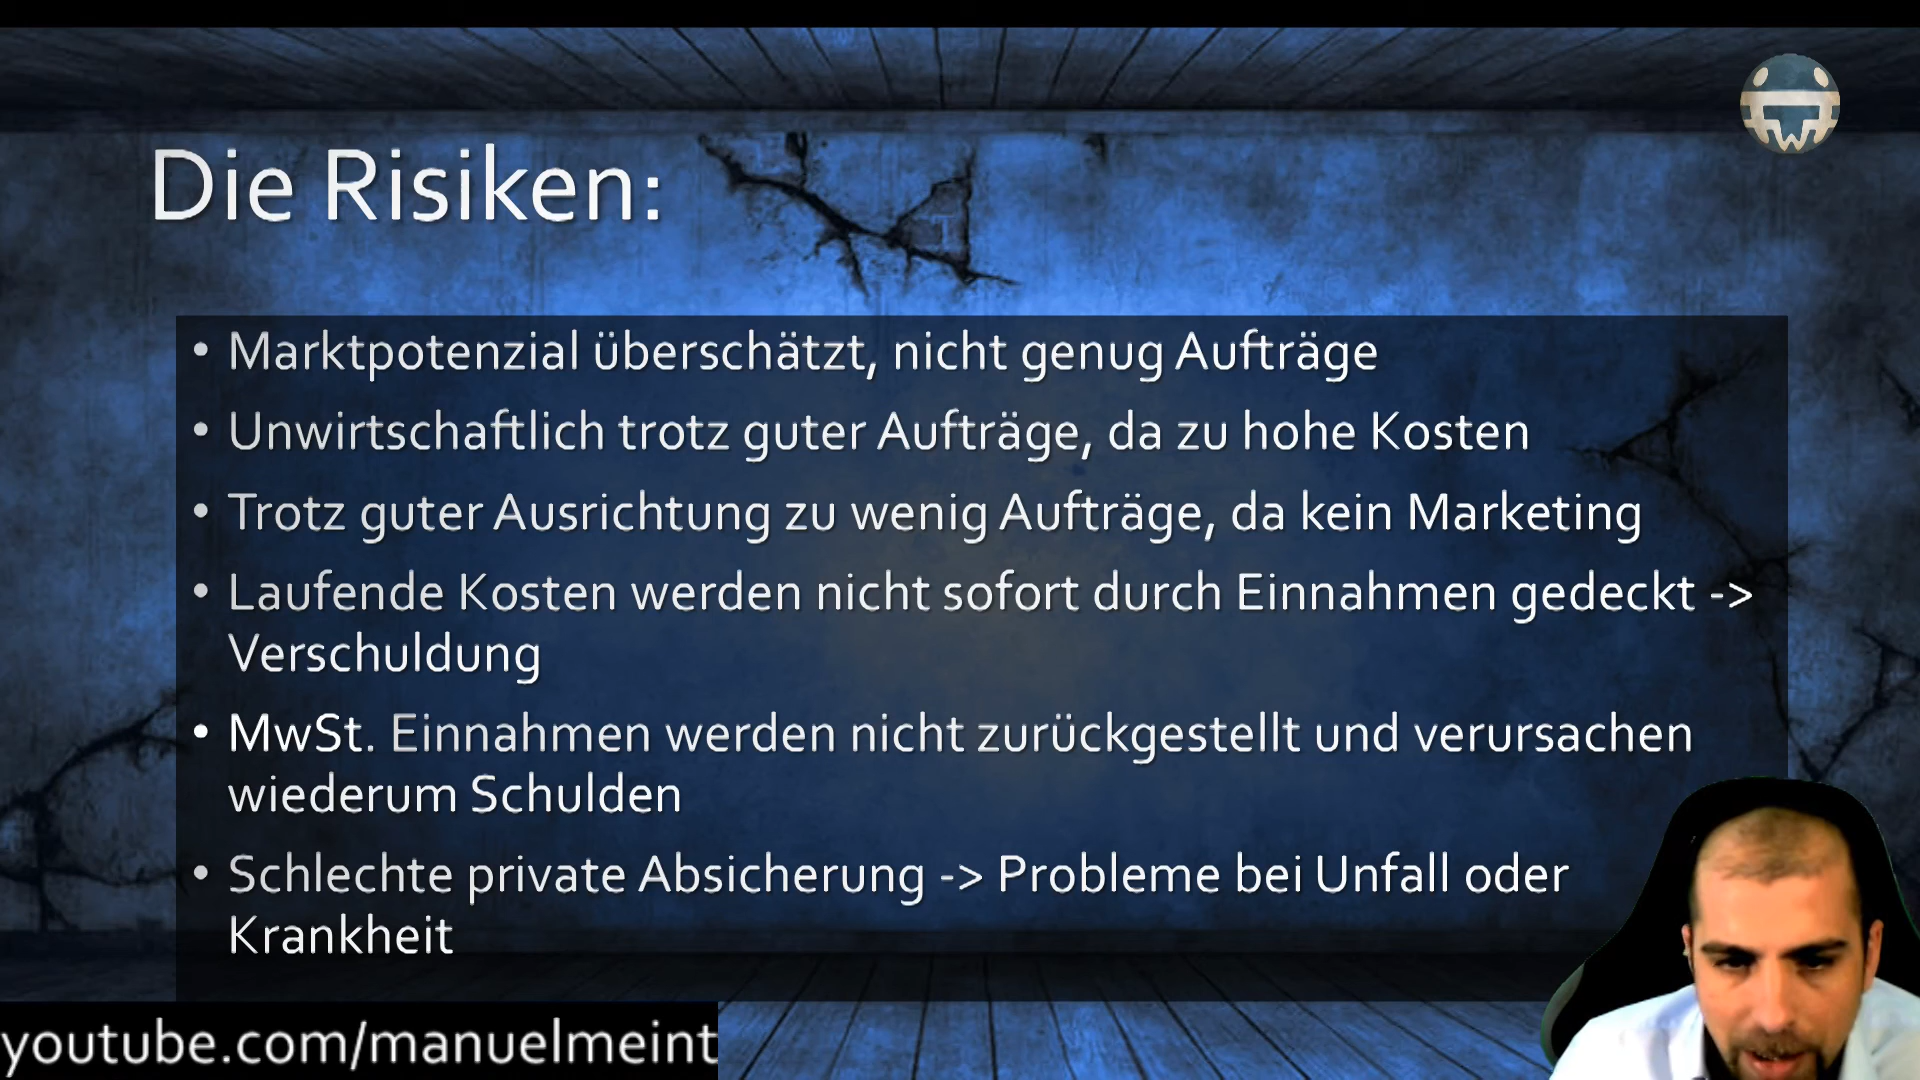 Die Risiken:
• Marktpotenzial überschätzt, nicht genug Aufträge
• Unwirtschaftlich trotz guter Aufträge, da zu hohe Kosten
• Trotz guter Ausrichtung zu wenig Aufträge, da kein Marketing
• Laufende Kosten werden nicht sofort durch Einnahmen gedeckt ->
Verschuldung
• MwSt. Einnahmen werden nicht zurückgestellt und verursachen
wiederum Schulden
• Schlechte private Absicherung -> Probleme bei Unfall oder
Krankheit
youtube.com/manuelmeint